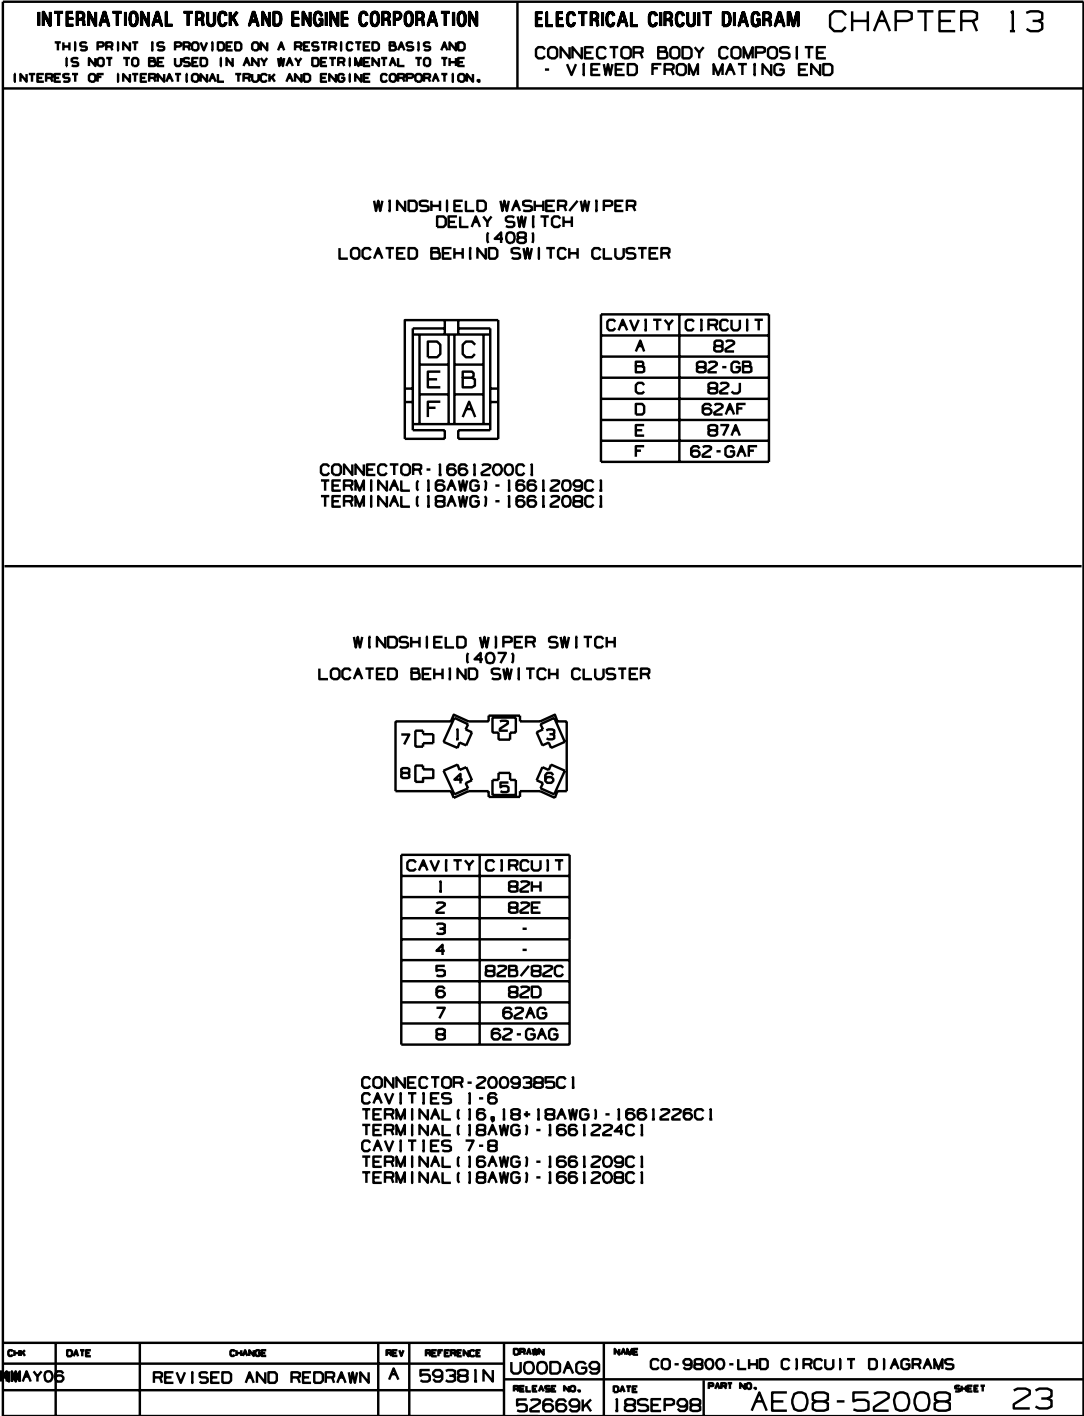 INTERNATIONAL TRUCK AND ENGINE CORPORATION
THIS PRINT IS PROVIDED ON A RESTRICTED BASIS AND
IS NOT TO BE USED IN ANY WAY DETRIMENTAL TO THE
INTEREST OF INTERNATIONAL TRUCK AND ENGINE CORPORATION.
ELECTRICAL CIRCUIT DIAGRAM CHAPTER 13
CONNECTOR BODY COMPOSITE
- VIEWED FROM MATING END
WINDSHIELD WASHER/WIPER
DELAY SWITCH
(408)
LOCATED BEHIND SWITCH CLUSTER
D C
E B
F A
CAVITY CIRCUIT
A 82
B 82-GB
C 82J
D 62AF
E 87A
F 62-GAF
CONNECTOR-1661200C1
TERMINAL(16AWG)-1661209C1
TERMINAL(18AWG)-1661208C1
WINDSHIELD WIPER SWITCH
(407)
LOCATED BEHIND SWITCH CLUSTER
7 1 2 3
8 4 5 6
CAVITY CIRCUIT
1 82H
2 82E
3 -
4 -
5 82B/82C
6 82D
7 62AG
8 62-GAG
CONNECTOR-2009385C1
CAVITIES 1-6
TERMINAL(16,18+18AWG)-1661226C1
TERMINAL(18AWG)-1661224C1
CAVITIES 7-8
TERMINAL(16AWG)-1661209C1
TERMINAL(18AWG)-1661208C1
CHK DATE CHANGE REV REFERENCE
REVISED AND REDRAWN A 59381N
DRAWN
U00DAG9
NAME
CO-9800-LHD CIRCUIT DIAGRAMS
RELEASE NO.
52669K
DATE
18SEP98
PART NO.
AE08-52008
SHEET 23